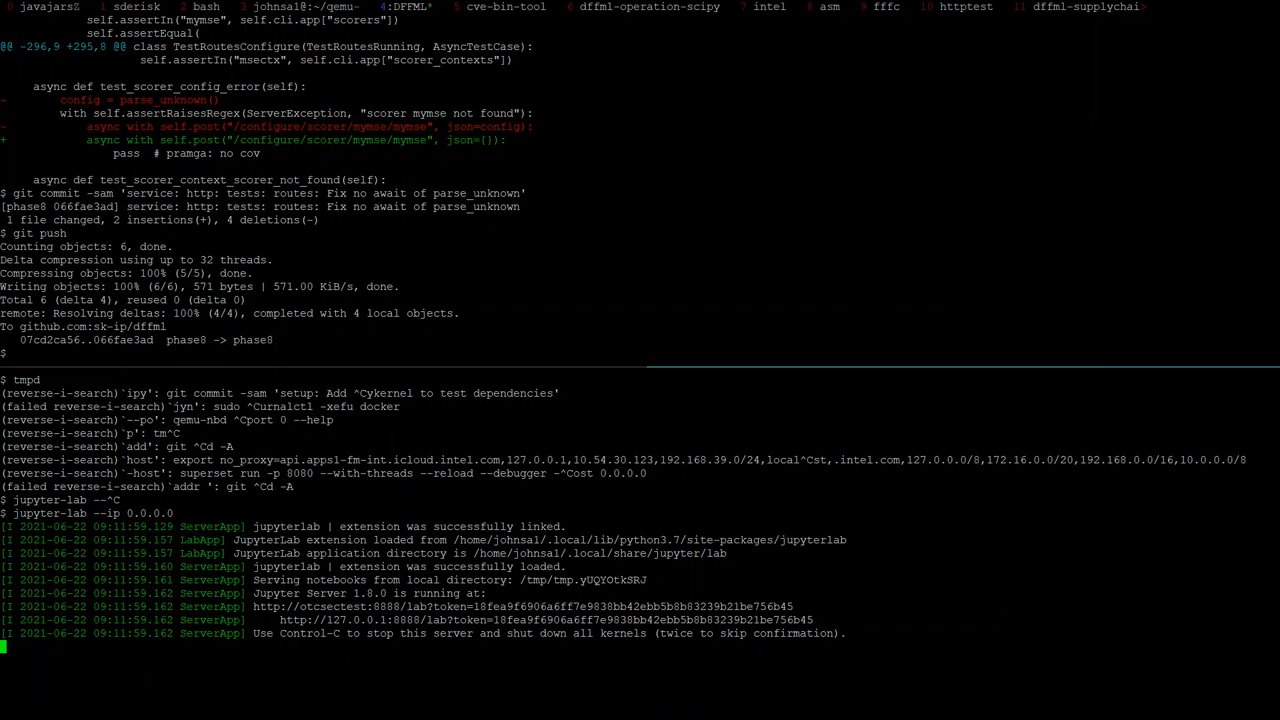 0 javajarsZ  1 sderisk  2 bash  3 johnsa1@:~/qemu-  4:DFFML*  5 cve-bin-tool  6 dffml-operation-scipy  7 intel  8 asm  9 fffc  10 httptest  11 dffml-supplychai>
self.assertIn("mymse", self.cli.app["scorers"])
self.assertEqual(
@@ -296,9 +295,8 @@ class TestRoutesConfigure(TestRoutesRunning, AsyncTestCase):
self.assertIn("msectx", self.cli.app["scorer_contexts"])
async def test_scorer_config_error(self):
-        config = parse_unknown()
with self.assertRaisesRegex(ServerException, "scorer mymse not found"):
-            async with self.post("/configure/scorer/mymse/mymse", json=config):
+            async with self.post("/configure/scorer/mymse/mymse", json={}):
pass  # pramga: no cov
async def test_scorer_context_scorer_not_found(self):
$ git commit -sam 'service: http: tests: routes: Fix no await of parse_unknown'
[phase8 066fae3ad] service: http: tests: routes: Fix no await of parse_unknown
1 file changed, 2 insertions(+), 4 deletions(-)
$ git push
Counting objects: 6, done.
Delta compression using up to 32 threads.
Compressing objects: 100% (5/5), done.
Writing objects: 100% (6/6), 571 bytes | 571.00 KiB/s, done.
Total 6 (delta 4), reused 0 (delta 0)
remote: Resolving deltas: 100% (4/4), completed with 4 local objects.
To github.com:sk-ip/dffml
07cd2ca56..066fae3ad  phase8 -> phase8
$
$ tmpd
(reverse-i-search)`ipy': git commit -sam 'setup: Add ^Cykernel to test dependencies'
(failed reverse-i-search)`jyn': sudo ^Curnalctl -xefu docker
(reverse-i-search)`--po': qemu-nbd ^Cport 0 --help
(reverse-i-search)`p': tm^C
(reverse-i-search)`add': git ^Cd -A
(reverse-i-search)`host': export no_proxy=api.apps1-fm-int.icloud.intel.com,127.0.0.1,10.54.30.123,192.168.39.0/24,local^Cst,.intel.com,127.0.0.0/8,172.16.0.0/20,192.168.0.0/16,10.0.0.0/8
(reverse-i-search)`-host': superset run -p 8080 --with-threads --reload --debugger -^Cost 0.0.0.0
(failed reverse-i-search)`addr ': git ^Cd -A
$ jupyter-lab --^C
$ jupyter-lab --ip 0.0.0.0
[I 2021-06-22 09:11:59.129 ServerApp] jupyterlab | extension was successfully linked.
[I 2021-06-22 09:11:59.157 LabApp] JupyterLab extension loaded from /home/johnsa1/.local/lib/python3.7/site-packages/jupyterlab
[I 2021-06-22 09:11:59.157 LabApp] JupyterLab application directory is /home/johnsa1/.local/share/jupyter/lab
[I 2021-06-22 09:11:59.160 ServerApp] jupyterlab | extension was successfully loaded.
[I 2021-06-22 09:11:59.161 ServerApp] Serving notebooks from local directory: /tmp/tmp.yUQYOtkSRJ
[I 2021-06-22 09:11:59.162 ServerApp] Jupyter Server 1.8.0 is running at:
[I 2021-06-22 09:11:59.162 ServerApp] http://otcsectest:8888/lab?token=18fea9f6906a6ff7e9838bb42ebb5b8b83239b21be756b45
[I 2021-06-22 09:11:59.162 ServerApp]     http://127.0.0.1:8888/lab?token=18fea9f6906a6ff7e9838bb42ebb5b8b83239b21be756b45
[I 2021-06-22 09:11:59.162 ServerApp] Use Control-C to stop this server and shut down all kernels (twice to skip confirmation).